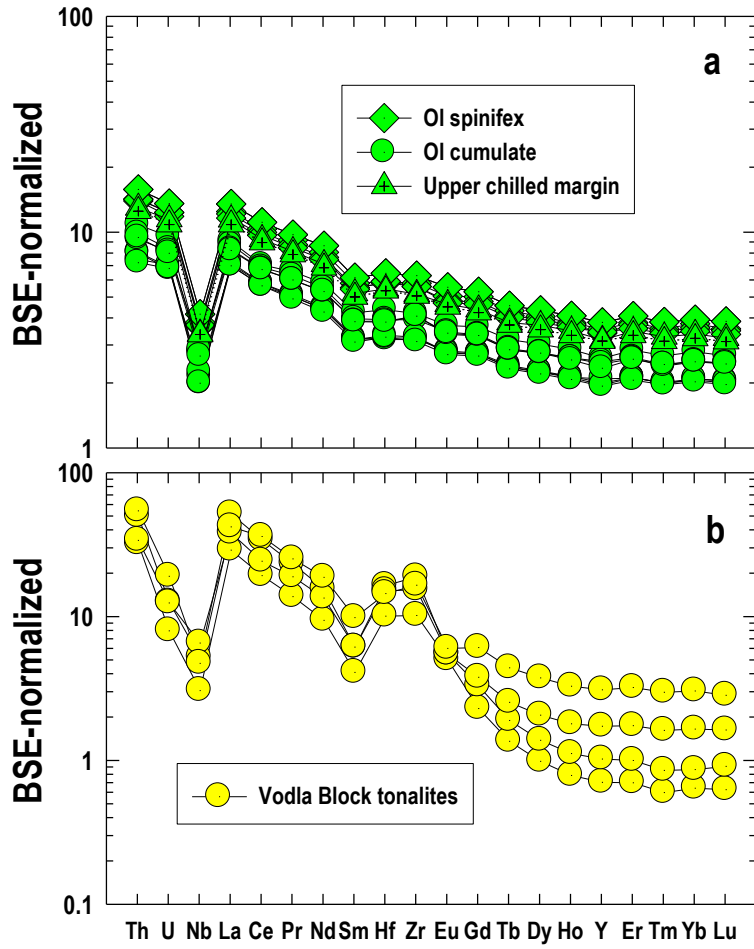 100
a
Ol spinifex
Ol cumulate
Upper chilled margin
BSE-normalized
10
1
100
b
BSE-normalized
10
1
Vodla Block tonalites
0.1
Th U Nb La Ce Pr Nd Sm Hf Zr Eu Gd Tb Dy Ho Y Er Tm Yb Lu